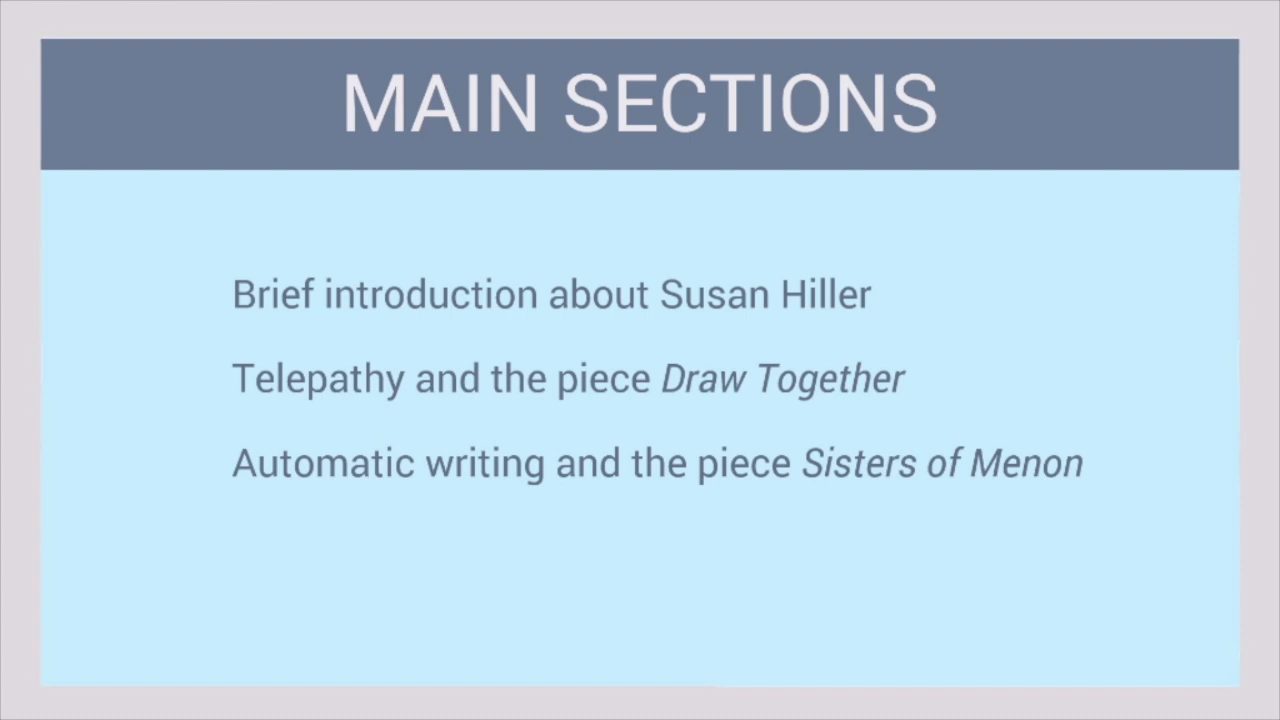 MAIN SECTIONS
Brief introduction about Susan Hiller
Telepathy and the piece Draw Together
Automatic writing and the piece Sisters of Menon